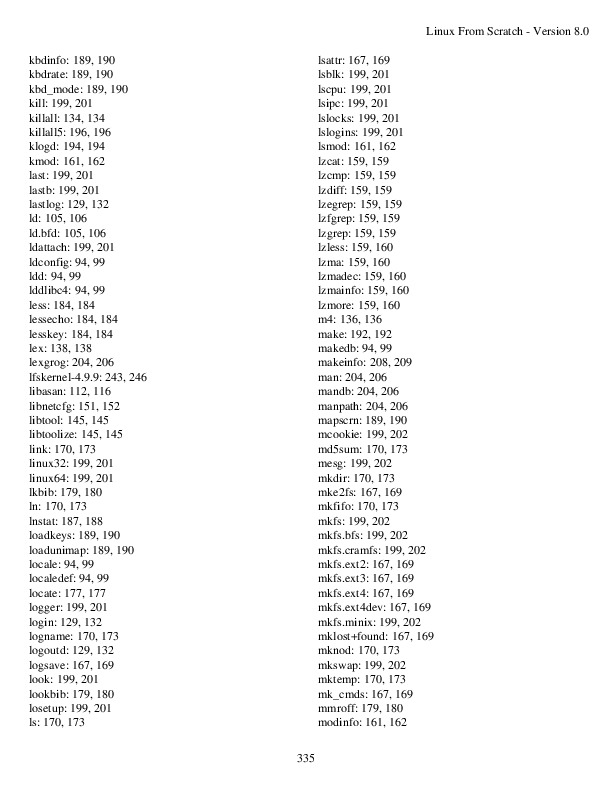 Linux From Scratch - Version 8.0
kbdinfo: 189, 190
kbdrate: 189, 190
kbd_mode: 189, 190
kill: 199, 201
killall: 134, 134
killall5: 196, 196
klogd: 194, 194
kmod: 161, 162
last: 199, 201
lastb: 199, 201
lastlog: 129, 132
ld: 105, 106
ld.bfd: 105, 106
ldattach: 199, 201
ldconfig: 94, 99
ldd: 94, 99
lddlibc4: 94, 99
less: 184, 184
lessecho: 184, 184
lesskey: 184, 184
lex: 138, 138
lexgrog: 204, 206
lfskernel-4.9.9: 243, 246
libasan: 112, 116
libnetcfg: 151, 152
libtool: 145, 145
libtoolize: 145, 145
link: 170, 173
linux32: 199, 201
linux64: 199, 201
lkbib: 179, 180
ln: 170, 173
lnstat: 187, 188
loadkeys: 189, 190
loadunimap: 189, 190
locale: 94, 99
localedef: 94, 99
locate: 177, 177
logger: 199, 201
login: 129, 132
logname: 170, 173
logoutd: 129, 132
logsave: 167, 169
look: 199, 201
lookbib: 179, 180
losetup: 199, 201
ls: 170, 173
lsattr: 167, 169
lsblk: 199, 201
lscpu: 199, 201
lsipc: 199, 201
lslocks: 199, 201
lslogins: 199, 201
lsmod: 161, 162
lzcat: 159, 159
lzcmp: 159, 159
lzdiff: 159, 159
lzegrep: 159, 159
lzfgrep: 159, 159
lzgrep: 159, 159
lzless: 159, 160
lzma: 159, 160
lzmadec: 159, 160
lzmainfo: 159, 160
lzmore: 159, 160
m4: 136, 136
make: 192, 192
makedb: 94, 99
makeinfo: 208, 209
man: 204, 206
mandb: 204, 206
manpath: 204, 206
mapscrn: 189, 190
mcookie: 199, 202
md5sum: 170, 173
mesg: 199, 202
mkdir: 170, 173
mke2fs: 167, 169
mkfifo: 170, 173
mkfs: 199, 202
mkfs.bfs: 199, 202
mkfs.cramfs: 199, 202
mkfs.ext2: 167, 169
mkfs.ext3: 167, 169
mkfs.ext4: 167, 169
mkfs.ext4dev: 167, 169
mkfs.minix: 199, 202
mklost+found: 167, 169
mknod: 170, 173
mkswap: 199, 202
mktemp: 170, 173
mk_cmds: 167, 169
mmroff: 179, 180
modinfo: 161, 162
335